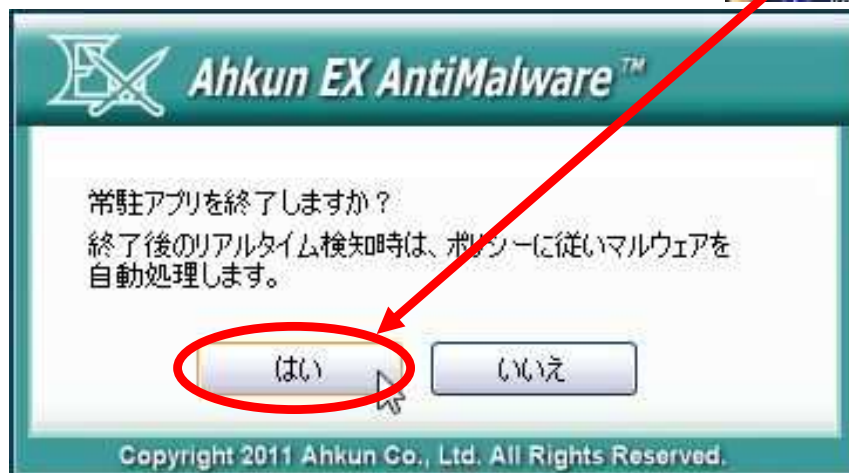 Ahkun EX AntiMalware™
常駐アプリを終了しますか？
終了後のリアルタイム検知時は、ポリシーに従いマルウェアを
自動処理します。
はい
いいえ
Copyright 2011 Ahkun Co., Ltd. All Rights Reserved.